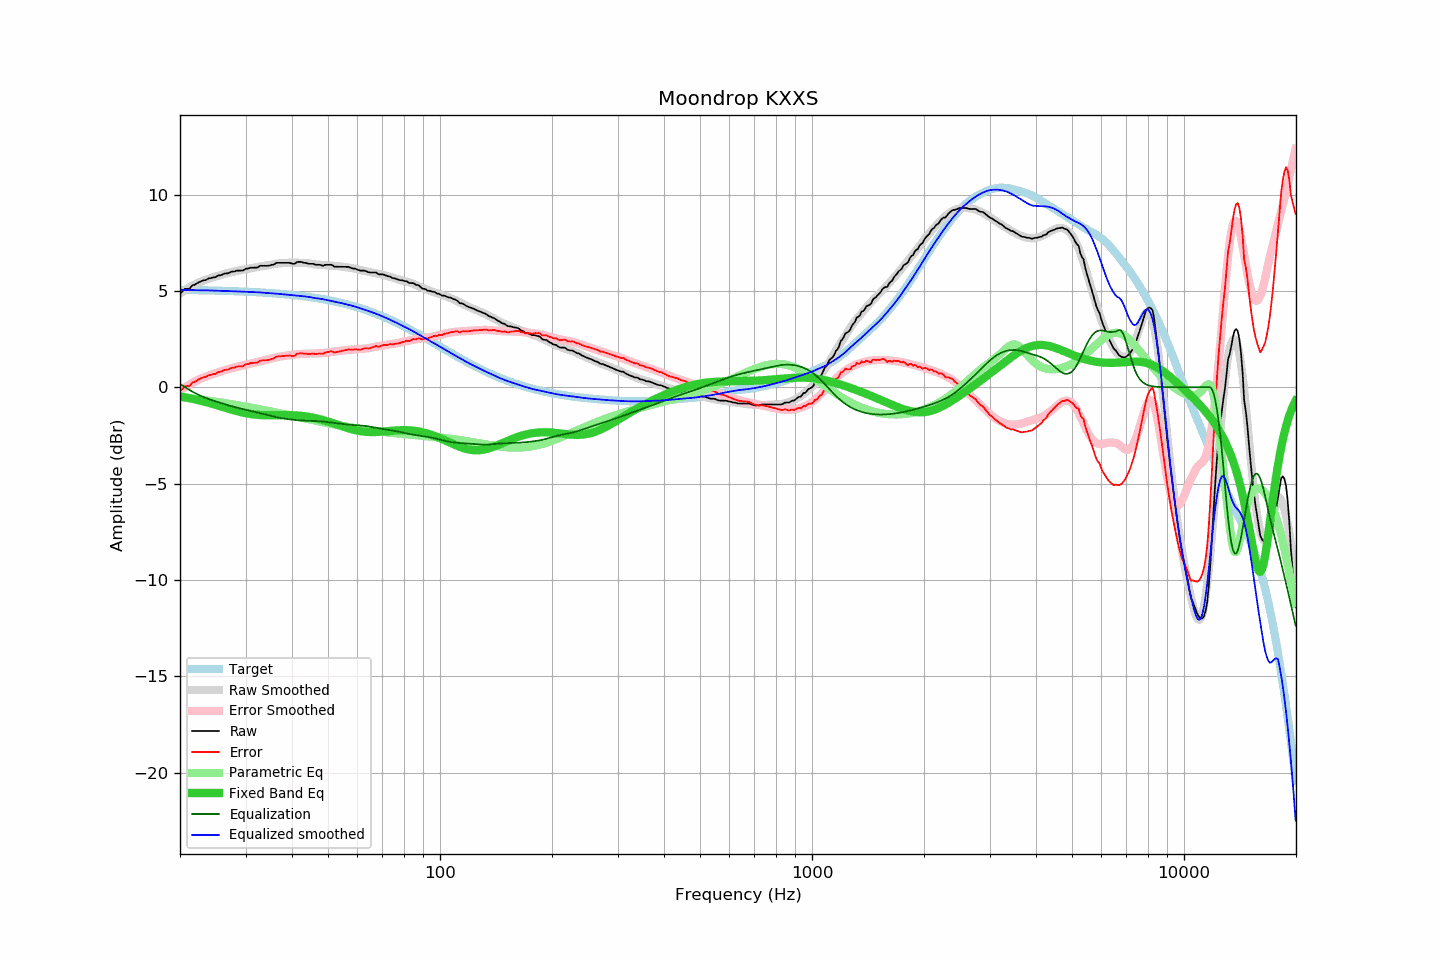 Moondrop KXXS
Amplitude (dBr)
10
5
0
−5
−10
−15
−20
Target
Raw Smoothed
Error Smoothed
Raw
Error
Parametric Eq
Fixed Band Eq
Equalization
Equalized smoothed
100 1000 10000
Frequency (Hz)